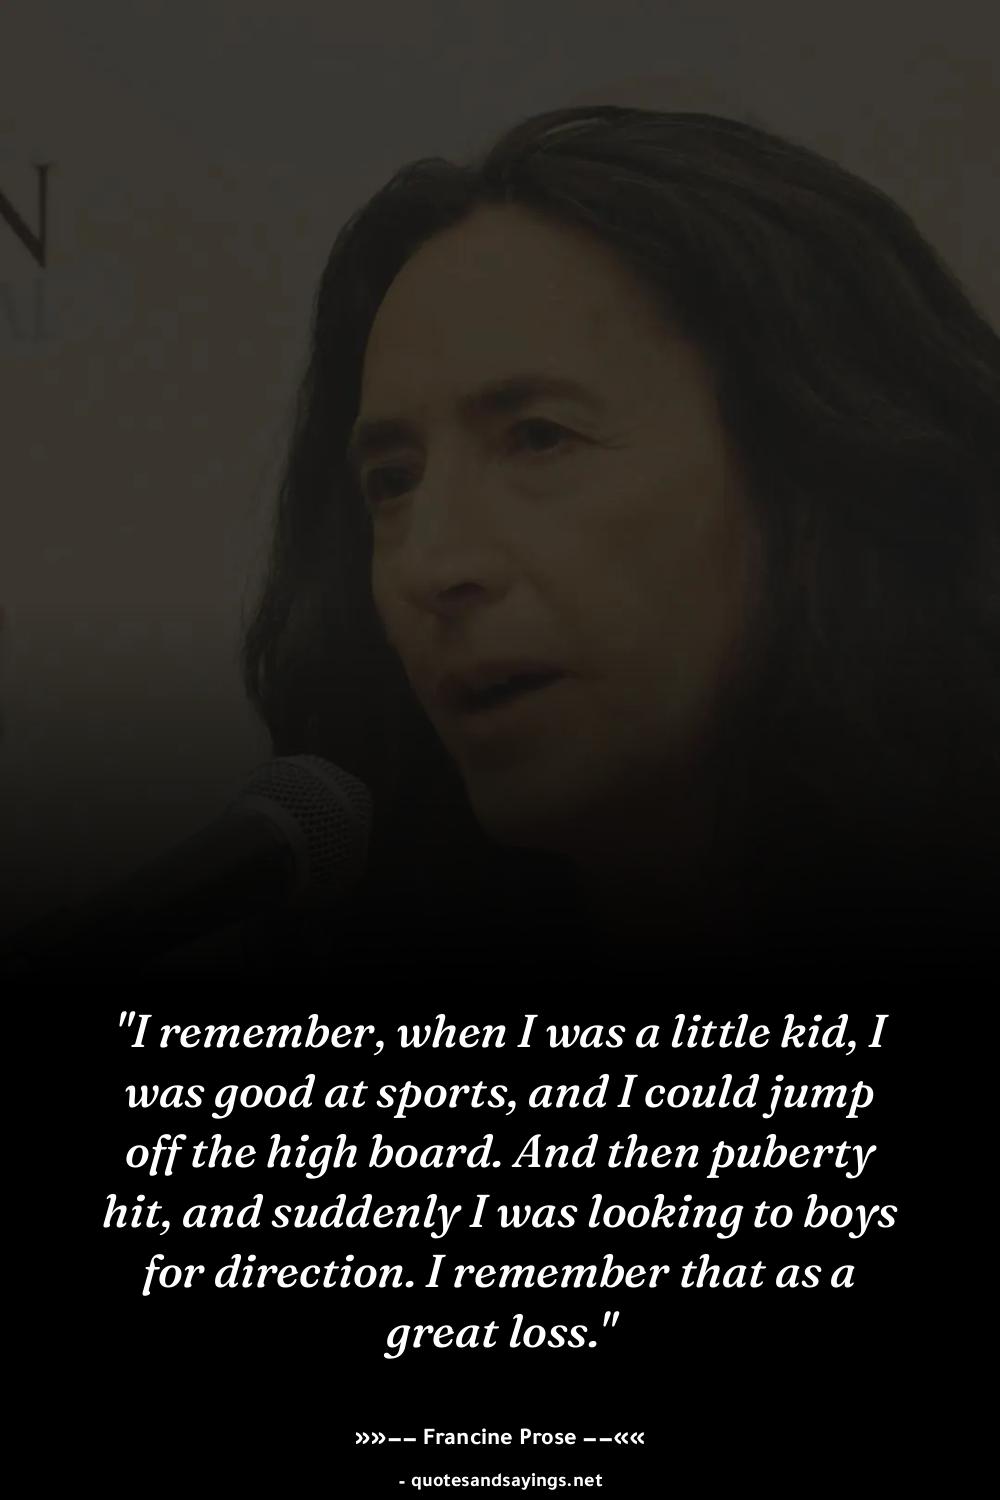 N
"I remember, when I was a little kid, I
was good at sports, and I could jump
off the high board. And then puberty
hit, and suddenly I was looking to boys
for direction. I remember that as a
great loss."
»»–– Francine Prose ––««
- quotesandsayings.net